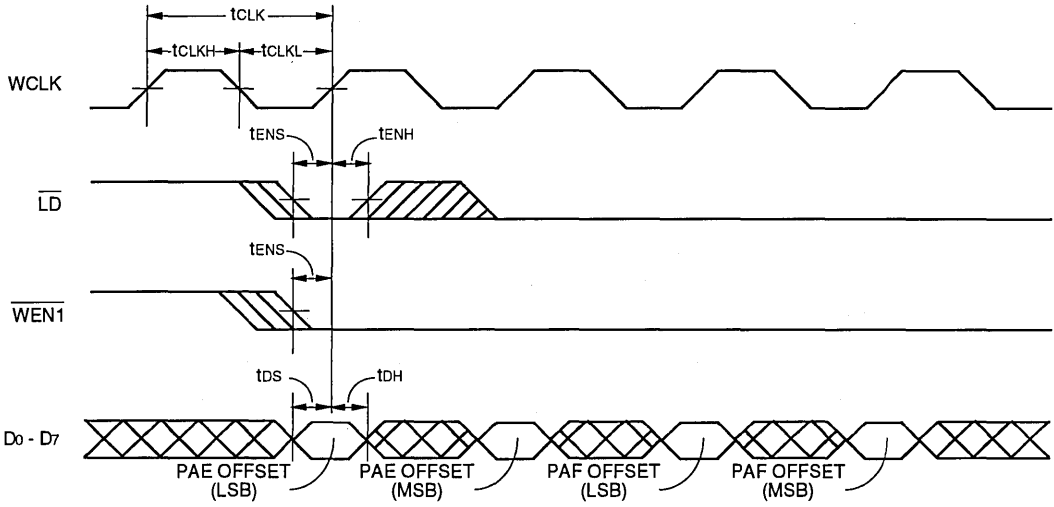 tCLK
tCLKH
tCLKL
WCLK
tENS
tENH
LD
tENS
WEN1
tDS
tDH
D0 - D7
PAE OFFSET
(LSB)
PAE OFFSET
(MSB)
PAF OFFSET
(LSB)
PAF OFFSET
(MSB)